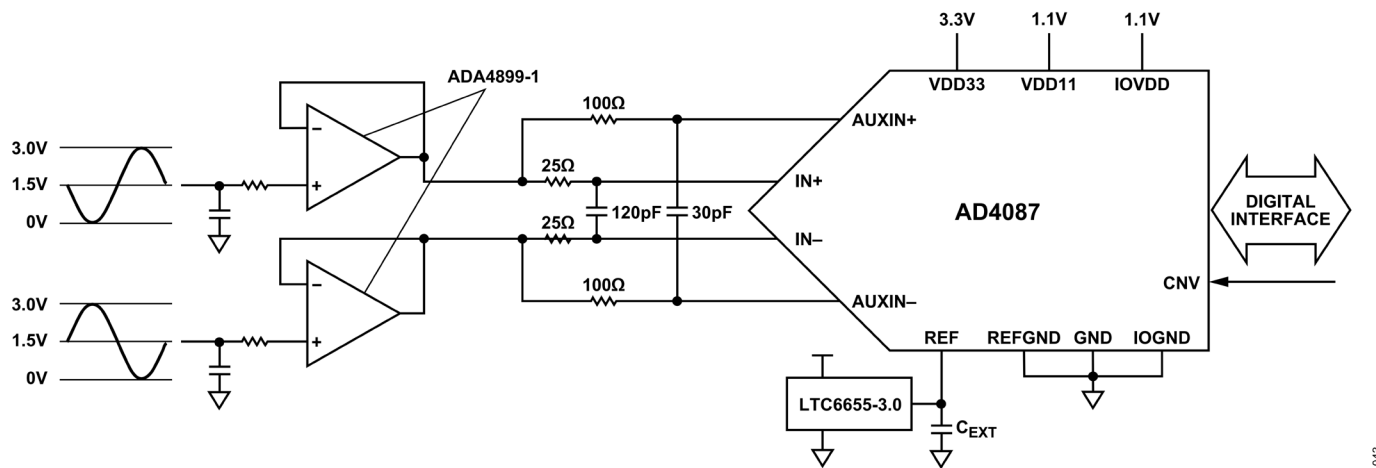 3.3V
1.1V
1.1V
ADA4899-1
VDD33
VDD11
IOVDD
100Ω
AUXIN+
–
3.0V
1.5V
0V
+
25Ω
IN+
120pF
30pF
AD4087
DIGITAL
INTERFACE
25Ω
IN–
–
100Ω
AUXIN–
CNV
3.0V
1.5V
0V
+
REF
REFGND
GND
IOGND
LTC6655-3.0
CEXT